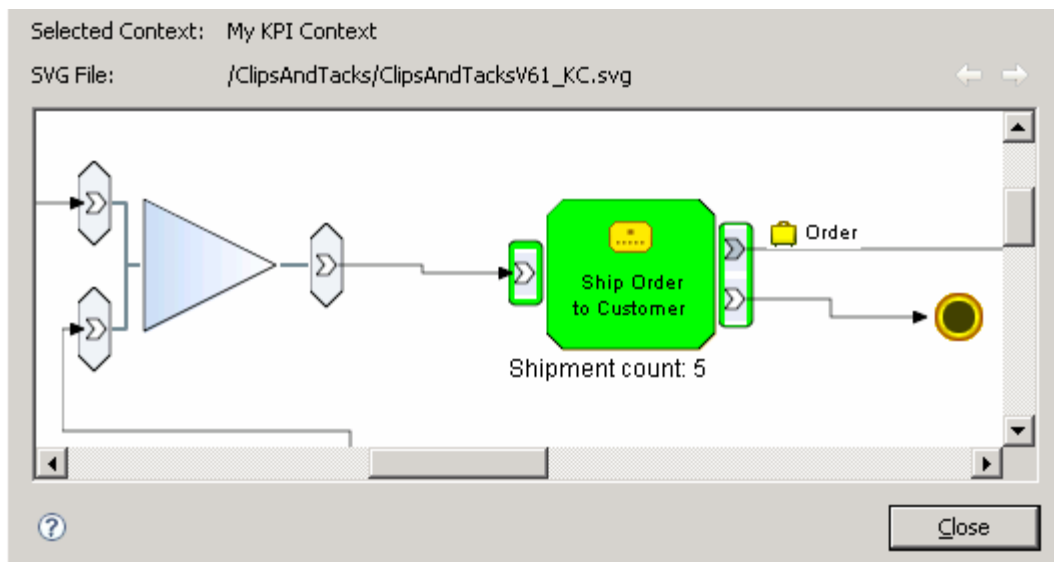 Selected Context: My KPI Context
SVG File: /ClipsAndTacks/ClipsAndTacksV61_KC.svg
Order
Ship Order
to Customer
Shipment count: 5
?
Close